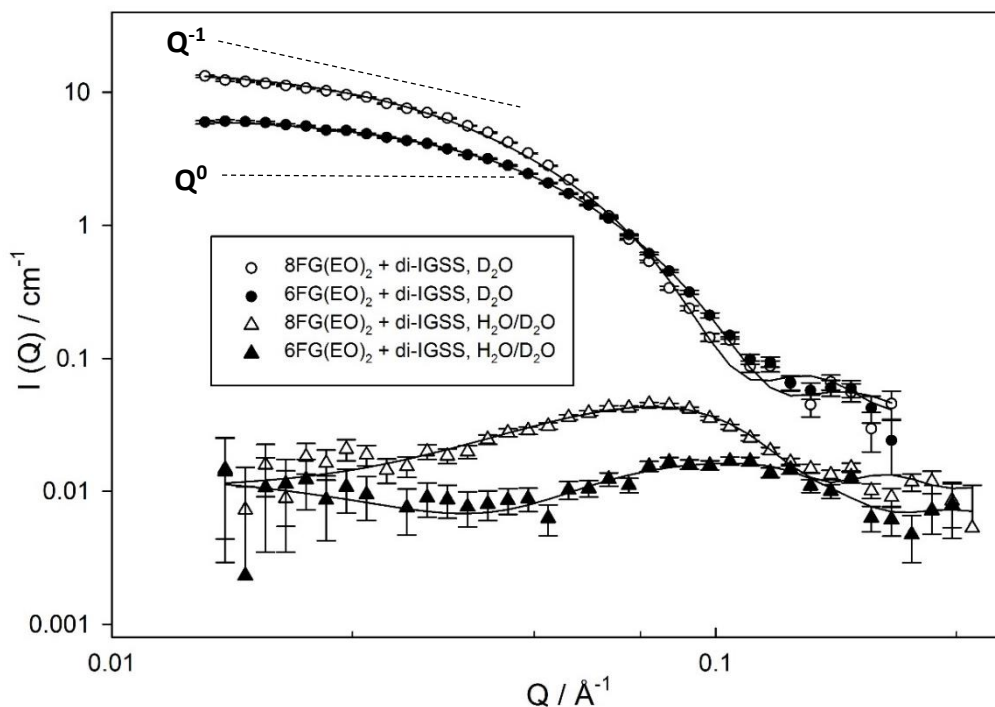 Q⁻¹
10
Q⁰
1
8FG(EO)₂ + di-IGSS, D₂O
6FG(EO)₂ + di-IGSS, D₂O
8FG(EO)₂ + di-IGSS, H₂O/D₂O
6FG(EO)₂ + di-IGSS, H₂O/D₂O
I (Q) / cm⁻¹
0.1
0.01
0.001
0.01
0.1
Q / Å⁻¹